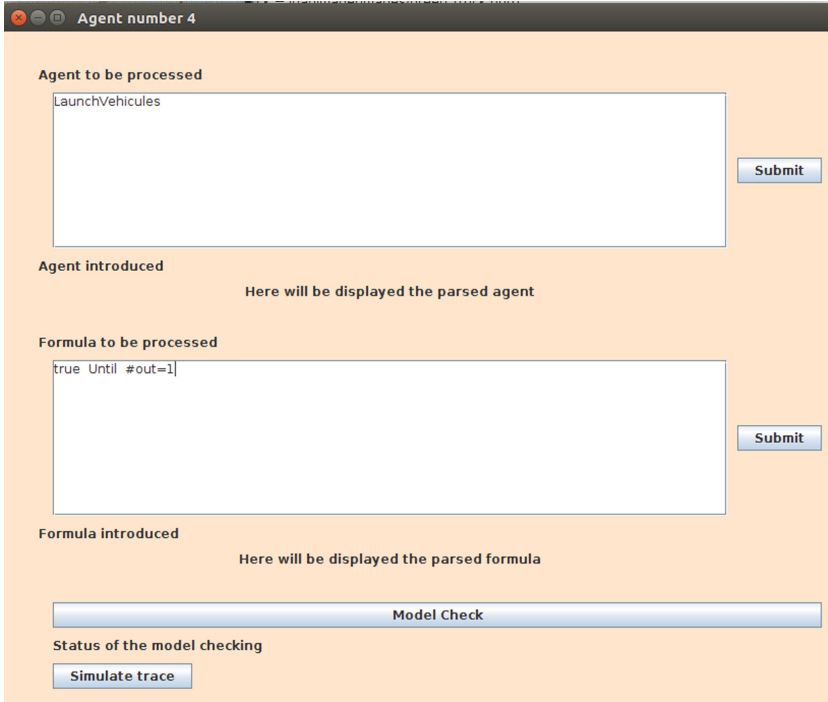 Agent number 4
Agent to be processed
LaunchVehicules
Submit
Agent introduced
Here will be displayed the parsed agent
Formula to be processed
true Until #out=1
Submit
Formula introduced
Here will be displayed the parsed formula
Model Check
Status of the model checking
Simulate trace